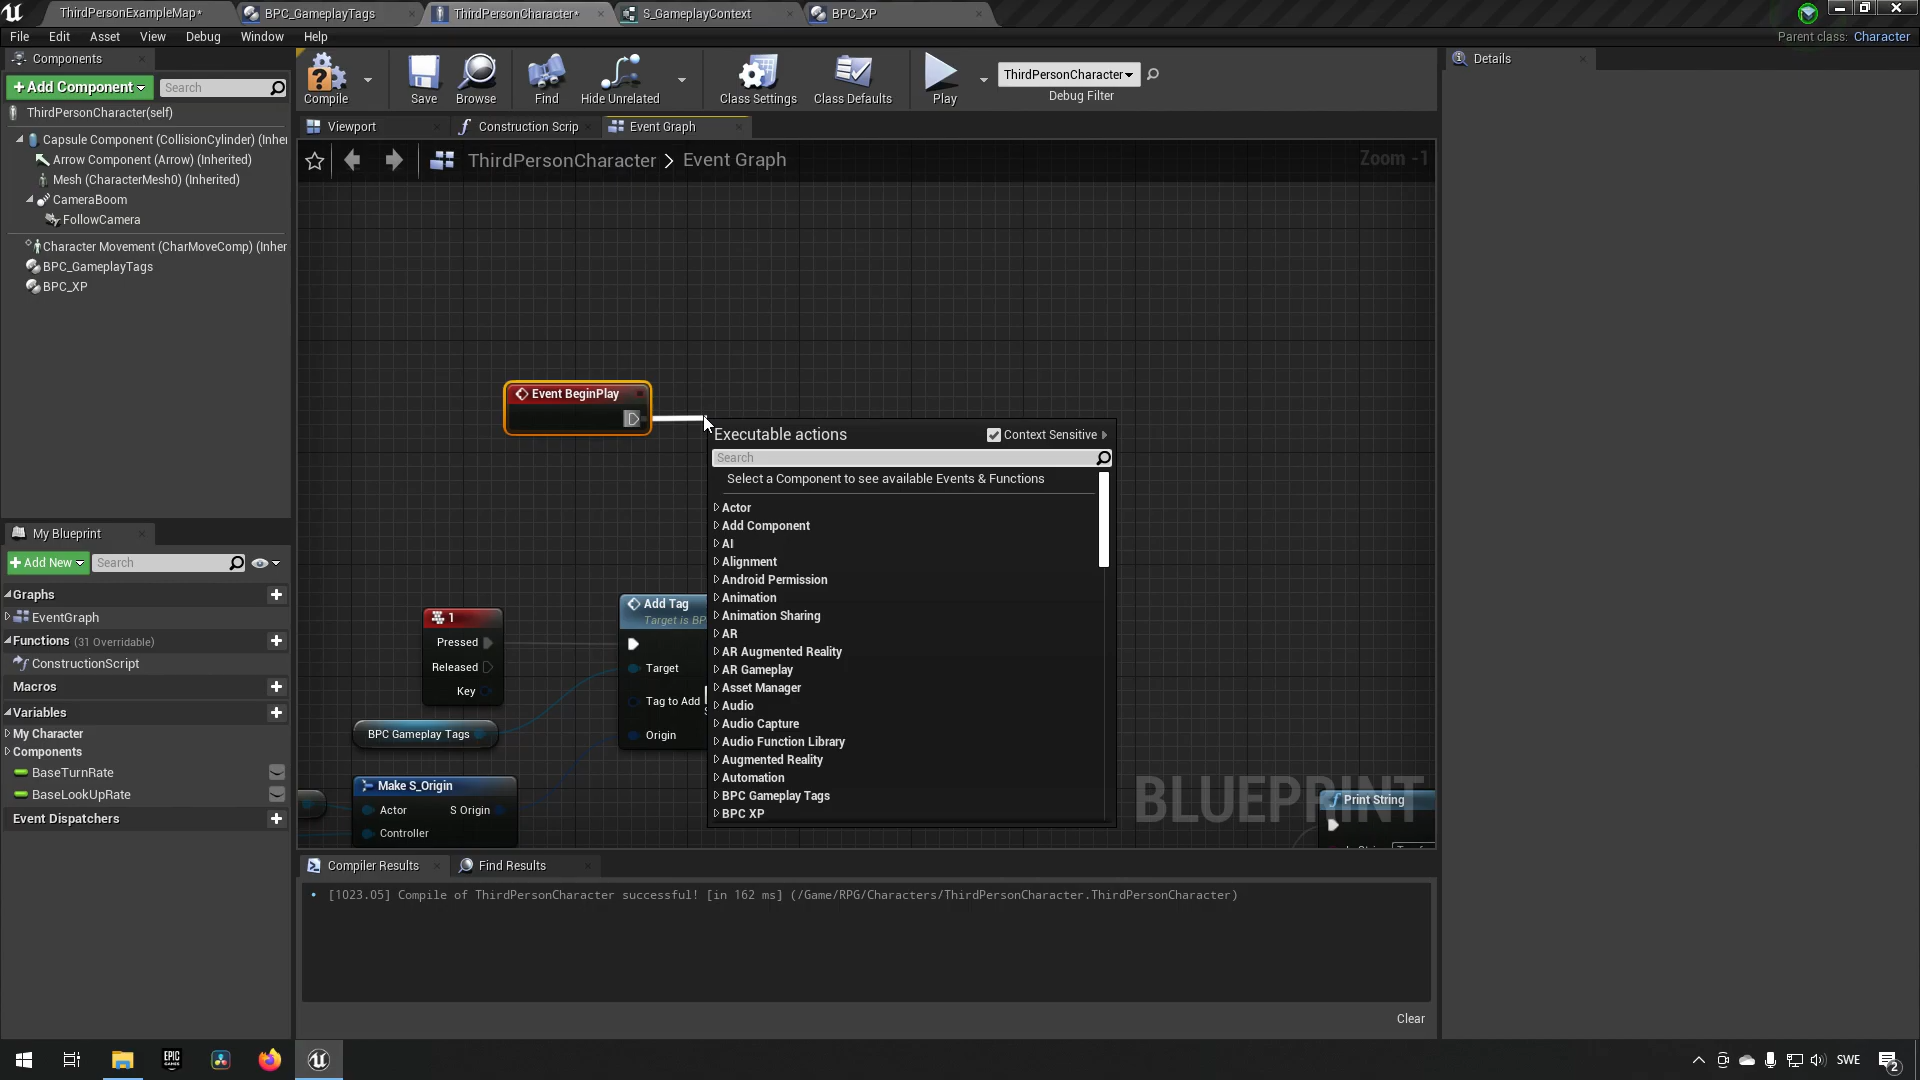 ThirdPersonExampleMap*
BPC_GameplayTags
ThirdPersonCharacter*
S_GameplayContext
BPC_XP
File Edit Asset View Debug Window Help
Parent class: Character
Components
+Add Component
Search
ThirdPersonCharacter(self)
Capsule Component (CollisionCylinder) (Inher
Arrow Component (Arrow) (Inherited)
Mesh (CharacterMesh0) (Inherited)
CameraBoom
FollowCamera
Character Movement (CharMoveComp) (Inher
BPC_GameplayTags
BPC_XP
Compile
Save
Browse
Find
Hide Unrelated
Class Settings
Class Defaults
Play
ThirdPersonCharacter
Debug Filter
Details
Viewport
Construction Scrip
Event Graph
ThirdPersonCharacter > Event Graph
Zoom -1
Event BeginPlay
Executable actions
Context Sensitive
Search
Select a Component to see available Events & Functions
Actor
Add Component
AI
Alignment
Android Permission
Animation
Animation Sharing
AR
AR Augmented Reality
AR Gameplay
Asset Manager
Audio
Audio Capture
Audio Function Library
Augmented Reality
Automation
BPC Gameplay Tags
BPC XP
1
Pressed
Released
Key
Add Tag
Target is BP
Target
Tag to Add
Origin
BPC Gameplay Tags
Make S_Origin
Actor
S Origin
Controller
BLUEPRINT
Print String
My Blueprint
+Add New
Search
Graphs
EventGraph
Functions (31 Overridable)
ConstructionScript
Macros
Variables
My Character
Components
BaseTurnRate
BaseLookUpRate
Event Dispatchers
Compiler Results
Find Results
[1023.05] Compile of ThirdPersonCharacter successful! [in 162 ms] (/Game/RPG/Characters/ThirdPersonCharacter.ThirdPersonCharacter)
Clear
EPIC
GAMES
SWE
2